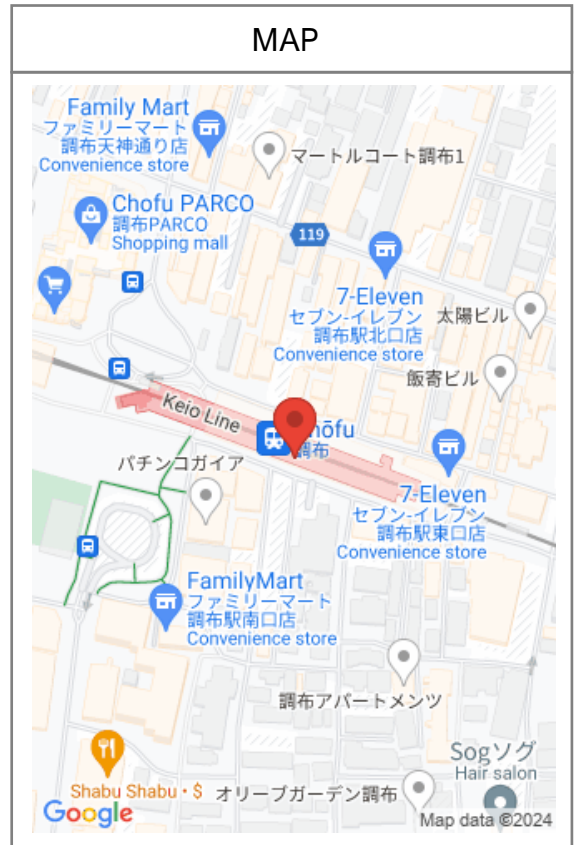 MAP
Family Mart
ファミリーマート
調布天神通り店
Convenience store
マートルコート調布1
Chofu PARCO
調布PARCO
Shopping mall
119
7-Eleven
セブン-イレブン
調布駅北口店
Convenience store
太陽ビル
飯寄ビル
Keio Line
hōfu
調布
パチンコガイア
7-Eleven
セブン-イレブン
調布駅東口店
Convenience store
FamilyMart
ファミリーマート
調布駅南口店
Convenience store
調布アパートメンツ
Sogソグ
Hair salon
Shabu Shabu・$
オリーブガーデン調布
Google
Map data ©2024